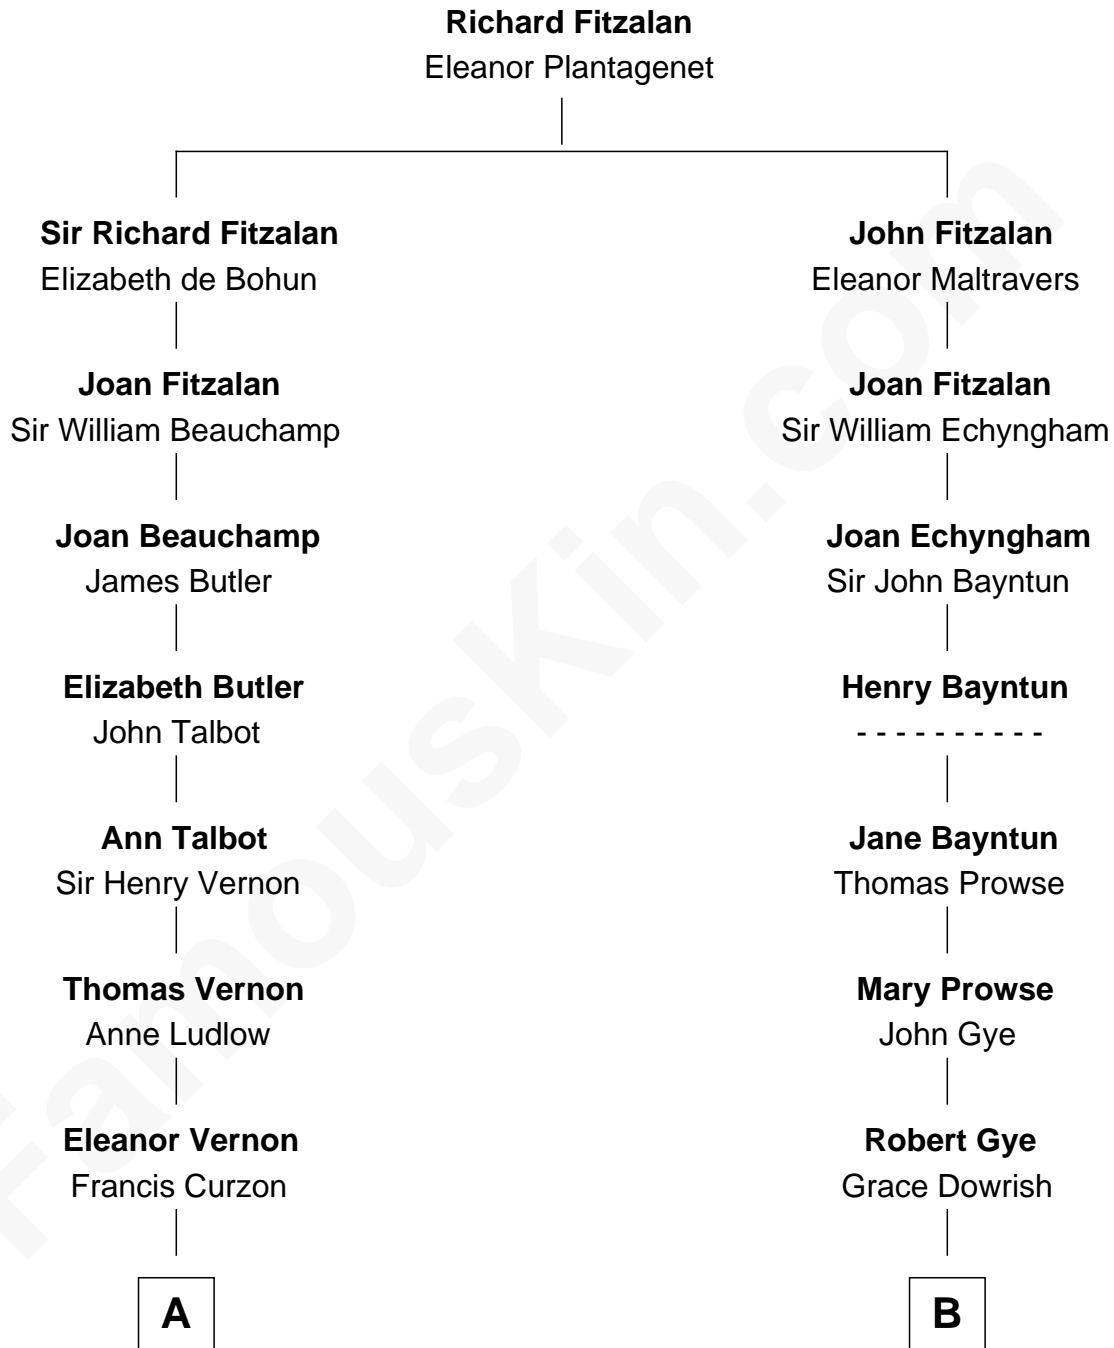 Richard Fitzalan
Eleanor Plantagenet
Sir Richard Fitzalan
Elizabeth de Bohun
John Fitzalan
Eleanor Maltravers
Joan Fitzalan
Sir William Beauchamp
Joan Fitzalan
Sir William Echyngham
Joan Beauchamp
James Butler
Joan Echyngham
Sir John Bayntun
Elizabeth Butler
John Talbot
Henry Bayntun
- - - - - - - - - -
Ann Talbot
Sir Henry Vernon
Jane Bayntun
Thomas Prowse
Thomas Vernon
Anne Ludlow
Mary Prowse
John Gye
Eleanor Vernon
Francis Curzon
Robert Gye
Grace Dowrish
A
B
FamousKin.com